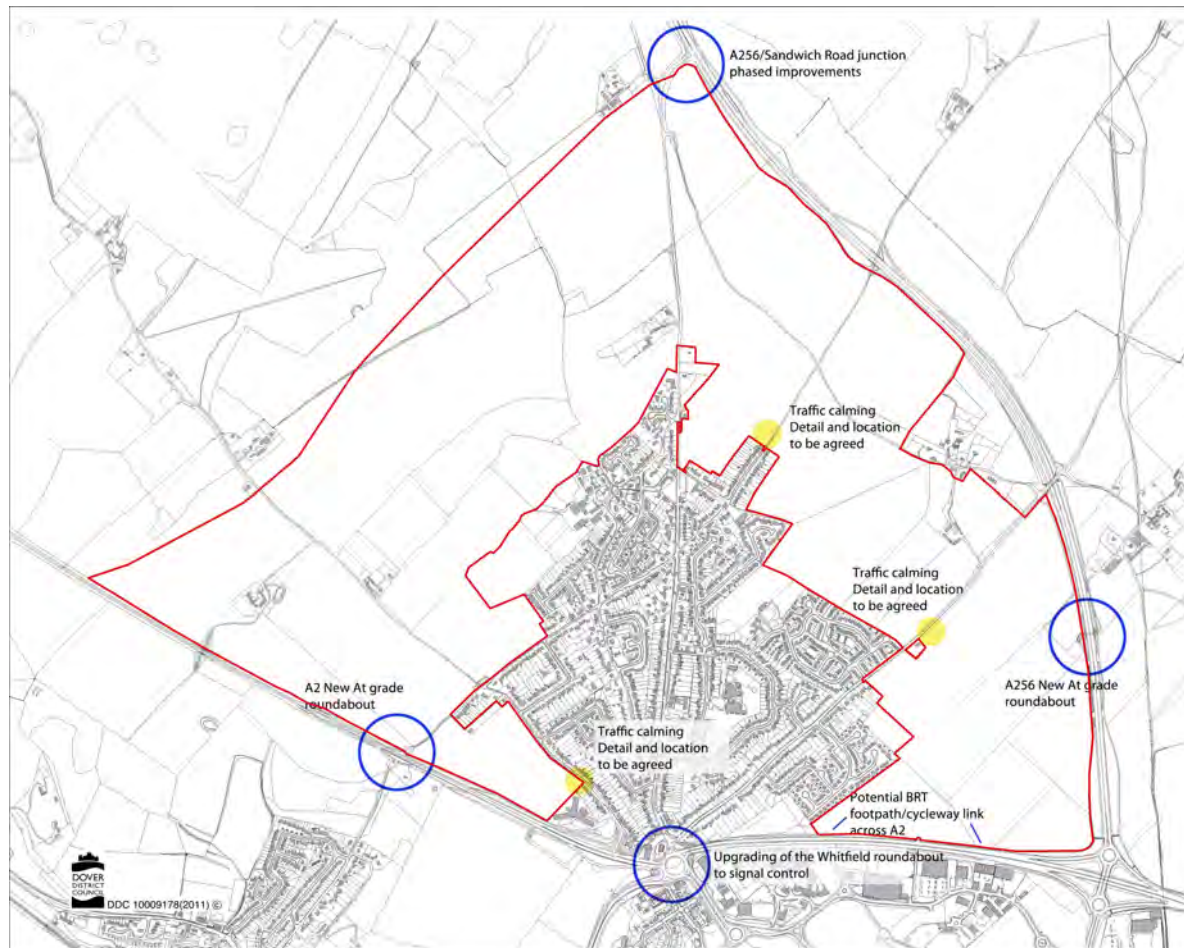 A256/Sandwich Road junction
phased improvements
Traffic calming
Detail and location
to be agreed
Traffic calming
Detail and location
to be agreed
A2 New At grade
roundabout
A256 New At grade
roundabout
Traffic calming
Detail and location
to be agreed
Potential BRT
footpath/cycleway link
across A2
Upgrading of the Whitfield roundabout
to signal control
DOVER
DISTRICT
COUNCIL
DDC 10009178(2011) ©